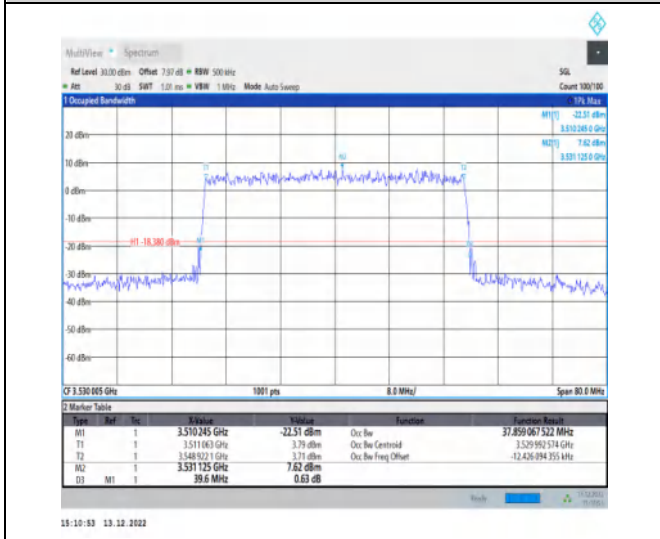 MultiView Spectrum
Ref Level 30.00 dBm Offset 7.97 dB RBW 500 kHz SGL
Att 30 dB SWT 1.01 ms VBW 1 MHz Mode Auto Sweep Count 100/100
1 Occupied Bandwidth 1Pk Max
M1[1] -22.51 dBm
3.510 245 0 GHz
M2[1] 7.62 dBm
3.531 125 0 GHz
20 dBm
M2
10 dBm
T1 T2
0 dBm
-10 dBm
H1 -18.380 dBm
-20 dBm
M1
-30 dBm
-40 dBm
-50 dBm
-60 dBm
CF 3.530 005 GHz 1001 pts 8.0 MHz/ Span 80.0 MHz
2 Marker Table
Type Ref Trc X-Value Y-Value Function Function Result
M1 1 3.510 245 GHz -22.51 dBm Occ Bw 37.859 067 522 MHz
T1 1 3.511 063 GHz 3.79 dBm Occ Bw Centroid 3.529 992 574 GHz
T2 1 3.548 922 1 GHz 3.71 dBm Occ Bw Freq Offset -12.426 094 355 kHz
M2 1 3.531 125 GHz 7.62 dBm
D3 M1 1 39.6 MHz 0.63 dB
Ready
15:10:53 13.12.2022